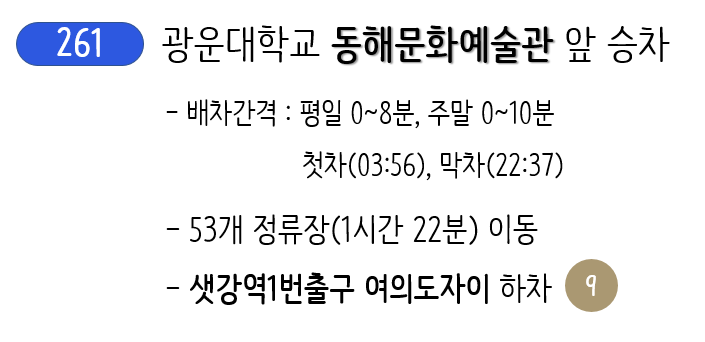 261 광운대학교 동해문화예술관 앞 승차
- 배차간격 : 평일 0~8분, 주말 0~10분
첫차(03:56), 막차(22:37)
- 53개 정류장(1시간 22분) 이동
- 샛강역1번출구 여의도자이 하차 9